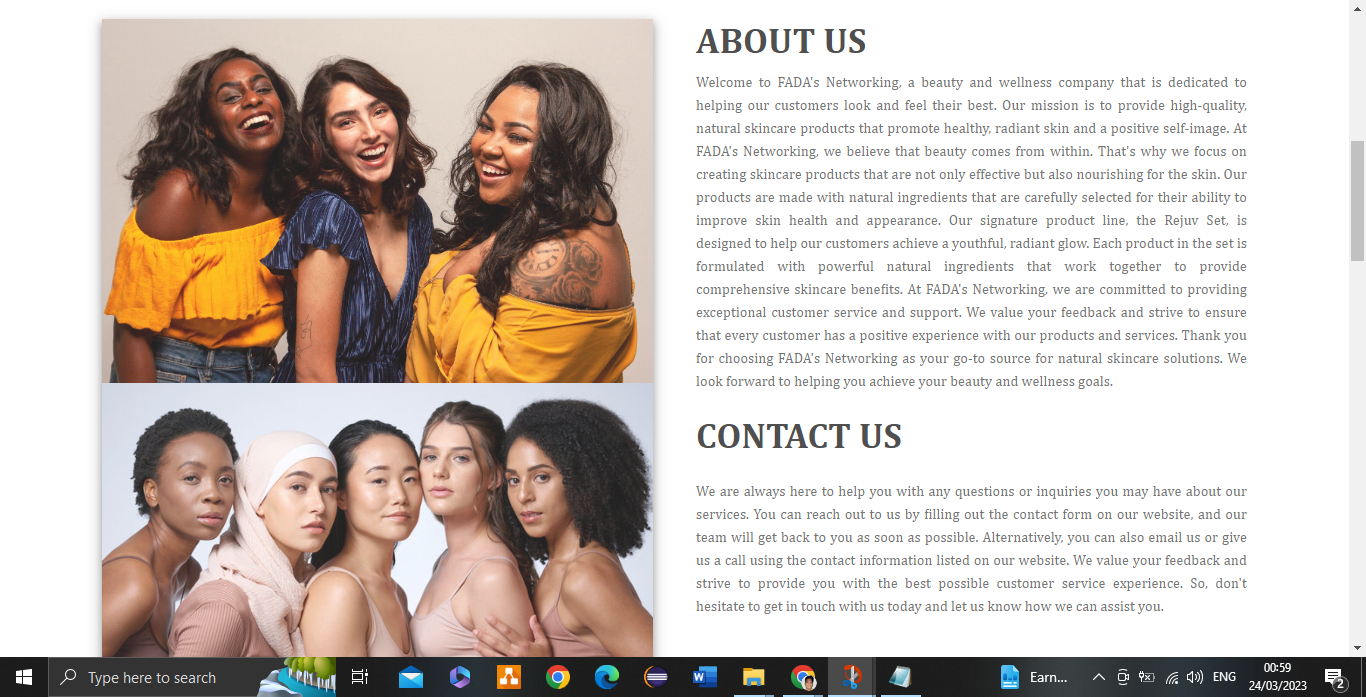 ABOUT US
Welcome to FADA's Networking, a beauty and wellness company that is dedicated to
helping our customers look and feel their best. Our mission is to provide high-quality,
natural skincare products that promote healthy, radiant skin and a positive self-image. At
FADA's Networking, we believe that beauty comes from within. That's why we focus on
creating skincare products that are not only effective but also nourishing for the skin. Our
products are made with natural ingredients that are carefully selected for their ability to
improve skin health and appearance. Our signature product line, the Rejuv Set, is
designed to help our customers achieve a youthful, radiant glow. Each product in the set is
formulated with powerful natural ingredients that work together to provide
comprehensive skincare benefits. At FADA's Networking, we are committed to providing
exceptional customer service and support. We value your feedback and strive to ensure
that every customer has a positive experience with our products and services. Thank you
for choosing FADA's Networking as your go-to source for natural skincare solutions. We
look forward to helping you achieve your beauty and wellness goals.
CONTACT US
We are always here to help you with any questions or inquiries you may have about our
services. You can reach out to us by filling out the contact form on our website, and our
team will get back to you as soon as possible. Alternatively, you can also email us or give
us a call using the contact information listed on our website. We value your feedback and
strive to provide you with the best possible customer service experience. So, don't
hesitate to get in touch with us today and let us know how we can assist you.
Type here to search
W
Earn...
ENG
00:59
24/03/2023
2